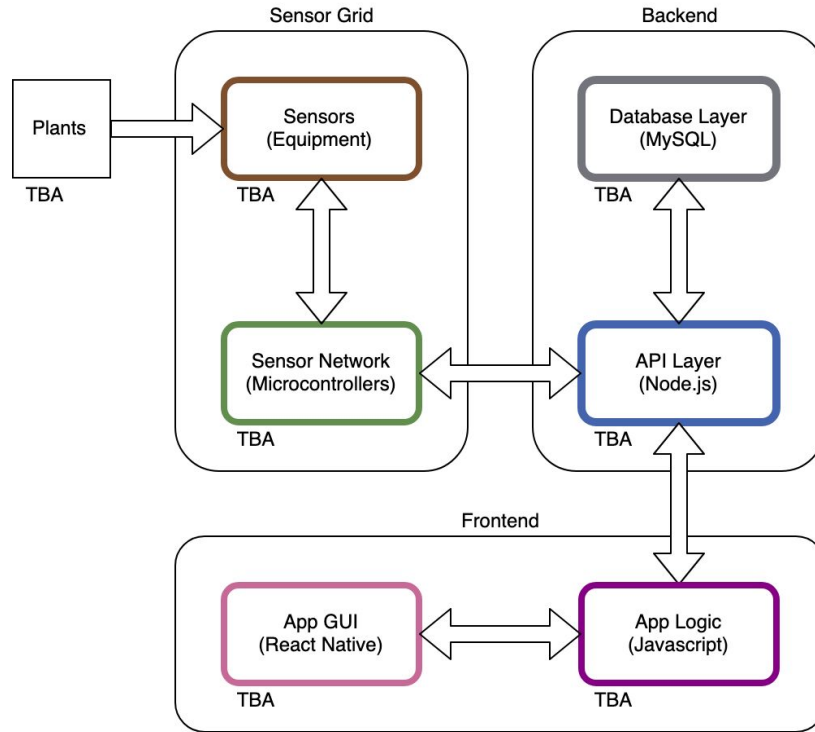 Sensor Grid
Backend
Plants
TBA
Sensors
(Equipment)
TBA
Database Layer
(MySQL)
TBA
Sensor Network
(Microcontrollers)
TBA
API Layer
(Node.js)
TBA
Frontend
App GUI
(React Native)
TBA
App Logic
(Javascript)
TBA